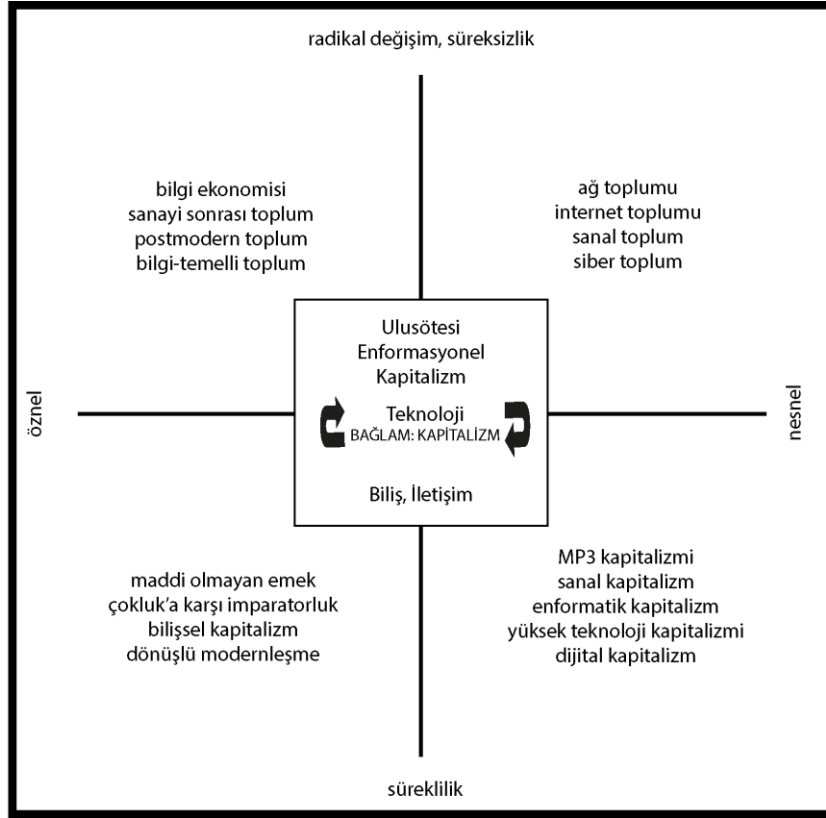 radikal değişim, süreksizlik
bilgi ekonomisi
sanayi sonrası toplum
postmodern toplum
bilgi-temelli toplum
ağ toplumu
internet toplumu
sanal toplum
siber toplum
öznel
Ulusötesi
Enformasyonel
Kapitalizm
Teknoloji
BAĞLAM: KAPİTALİZM
Biliş, İletişim
nesnel
maddi olmayan emek
çokluk'a karşı imparatorluk
bilişsel kapitalizm
dönüşlü modernleşme
MP3 kapitalizmi
sanal kapitalizm
enformatik kapitalizm
yüksek teknoloji kapitalizmi
dijital kapitalizm
süreklilik